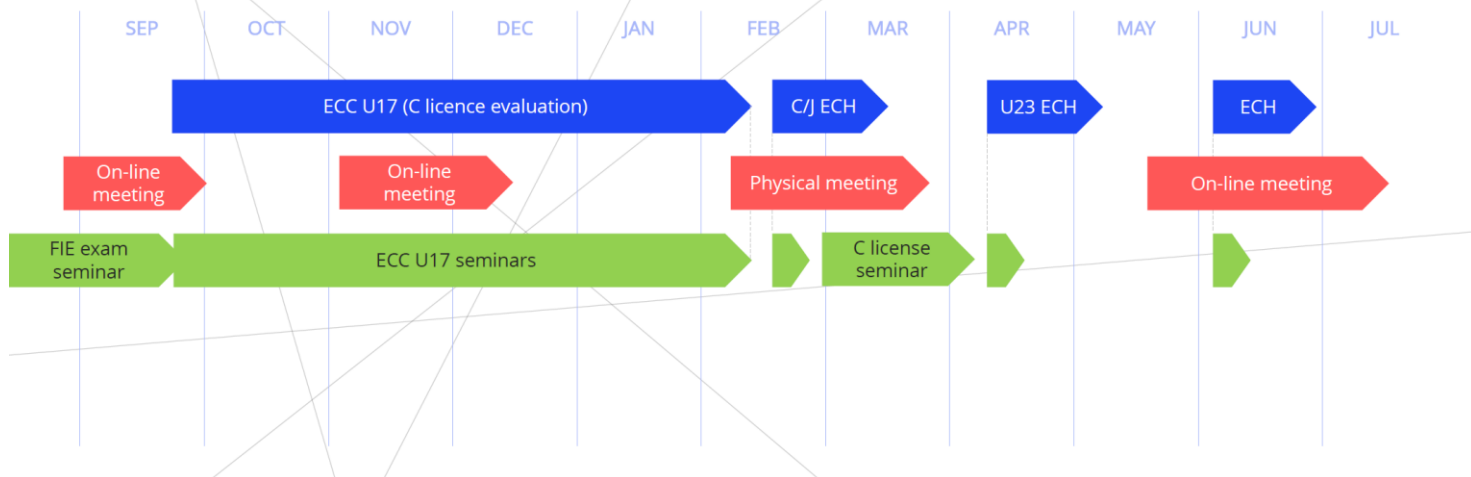 SEP OCT NOV DEC JAN FEB MAR APR MAY JUN JUL
ECC U17 (C licence evaluation)
C/J ECH
U23 ECH
ECH
On-line
meeting
On-line
meeting
Physical meeting
On-line meeting
FIE exam
seminar
ECC U17 seminars
C license
seminar